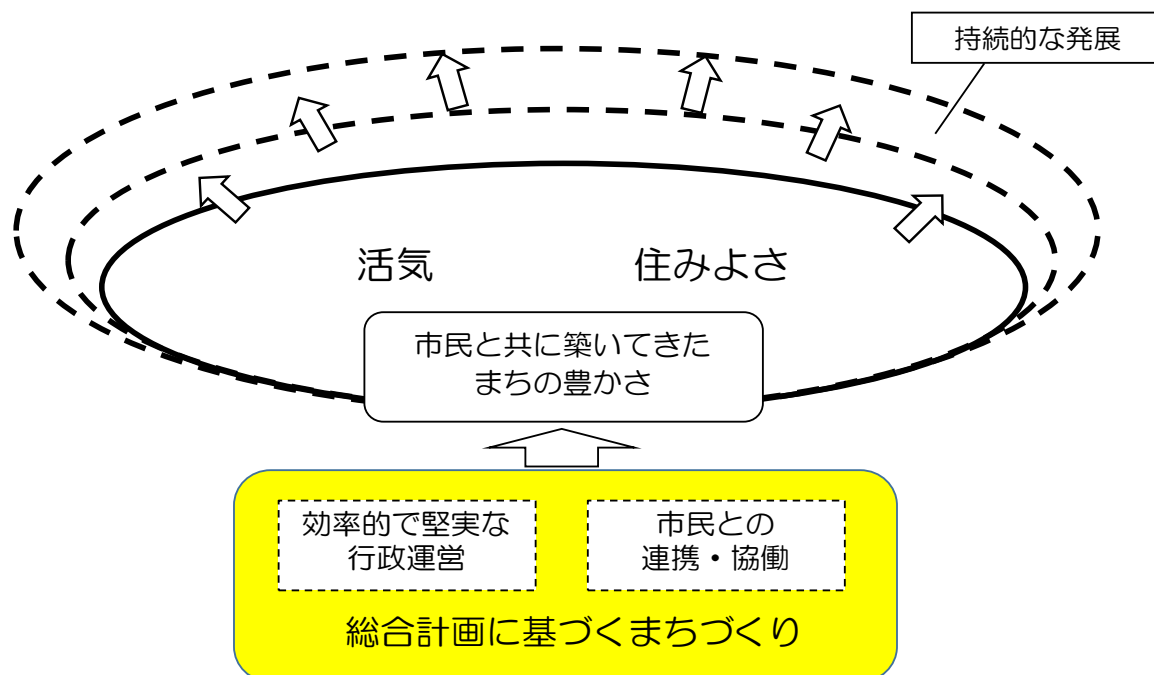 持続的な発展
活気
住みよさ
市民と共に築いてきた
まちの豊かさ
効率的で堅実な
行政運営
市民との
連携・協働
総合計画に基づくまちづくり